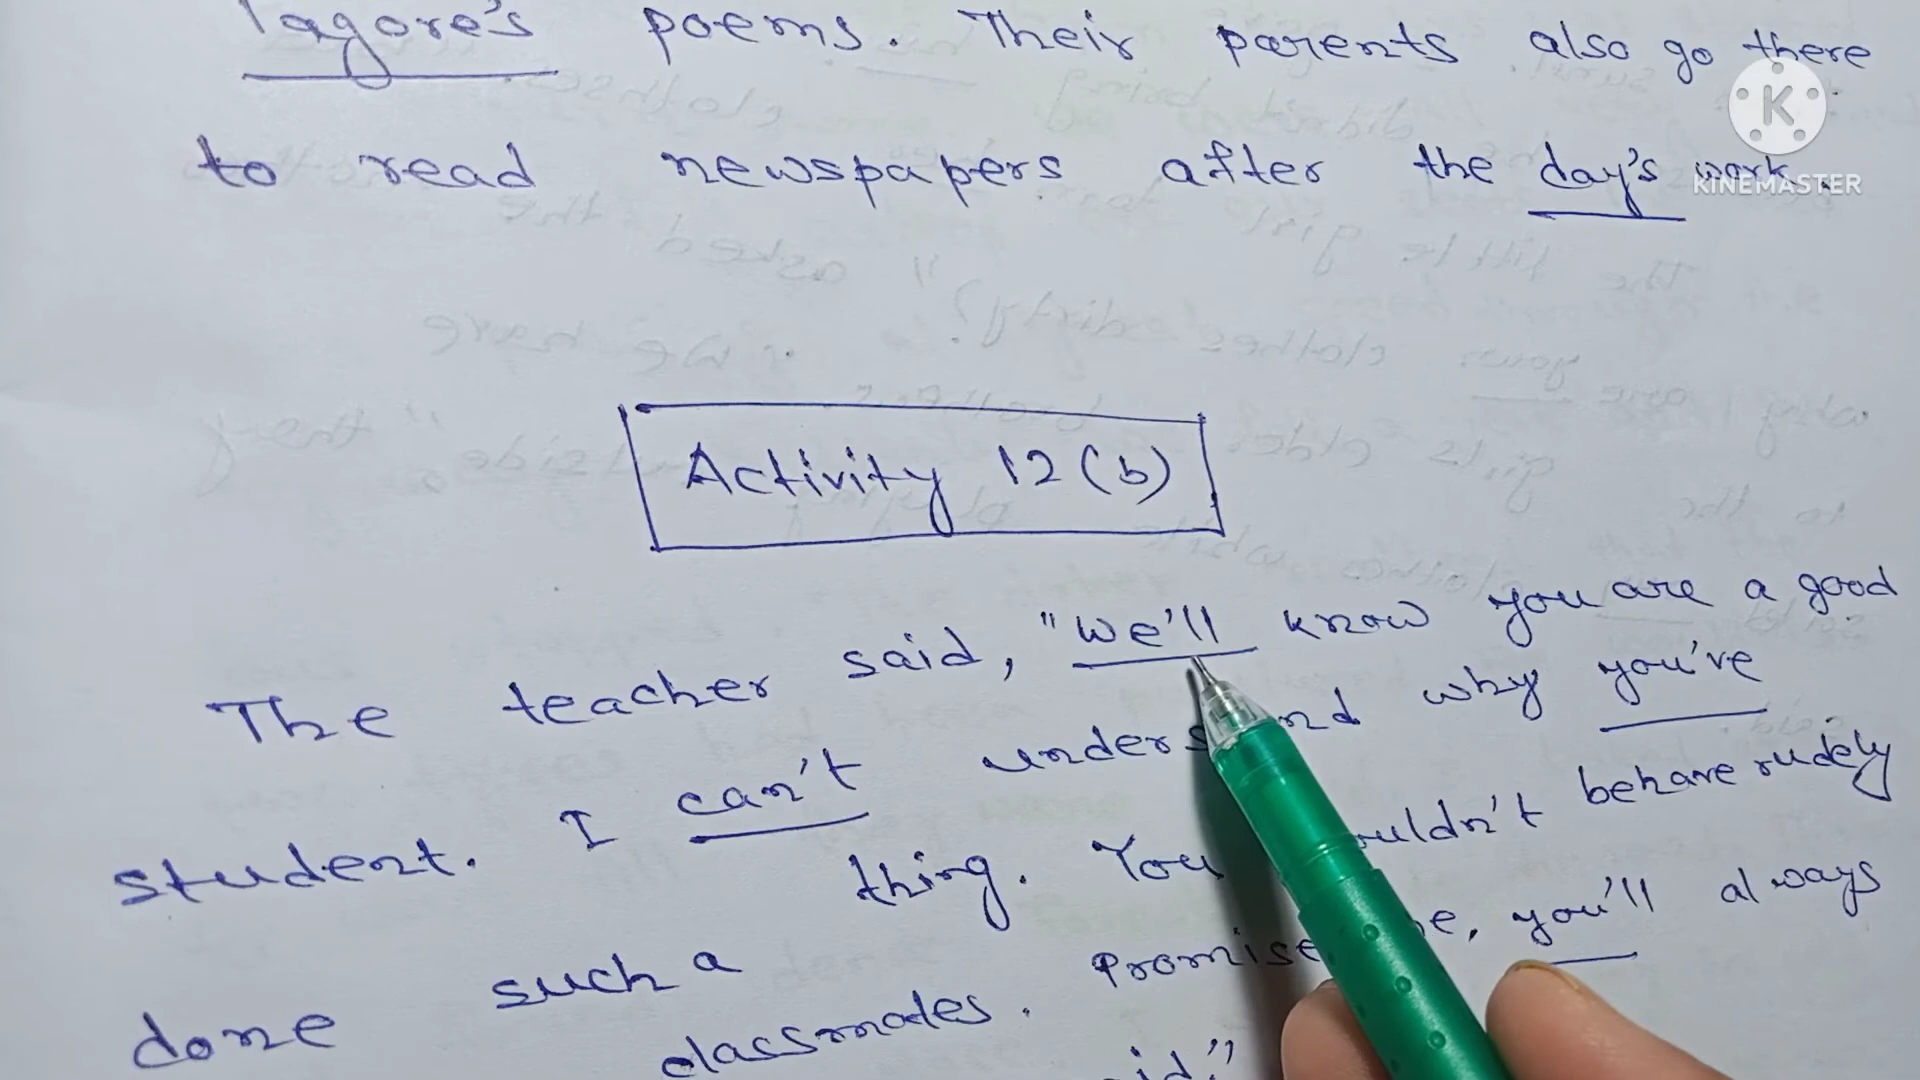 Tagore's poems. Their parents also go there
to read newspapers after the day's work.
KINEMASTER
Activity 12 (b)
The teacher said, "We'll know you are a good
student. I can't understand why you've
done such a thing. You behave rudely
classmates. Promise you'll always